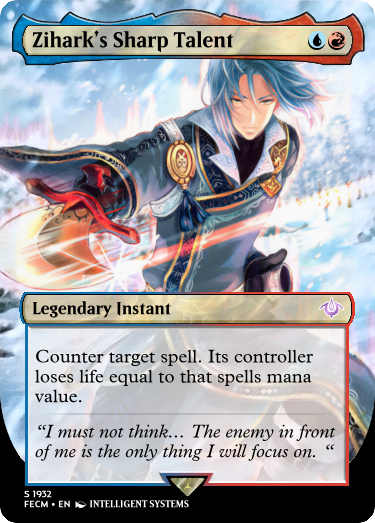 Zihark's Sharp Talent
Legendary Instant
Counter target spell. Its controller
loses life equal to that spells mana
value.
“I must not think… The enemy in front
of me is the only thing I will focus on. “
S 1932
FECM • EN INTELLIGENT SYSTEMS